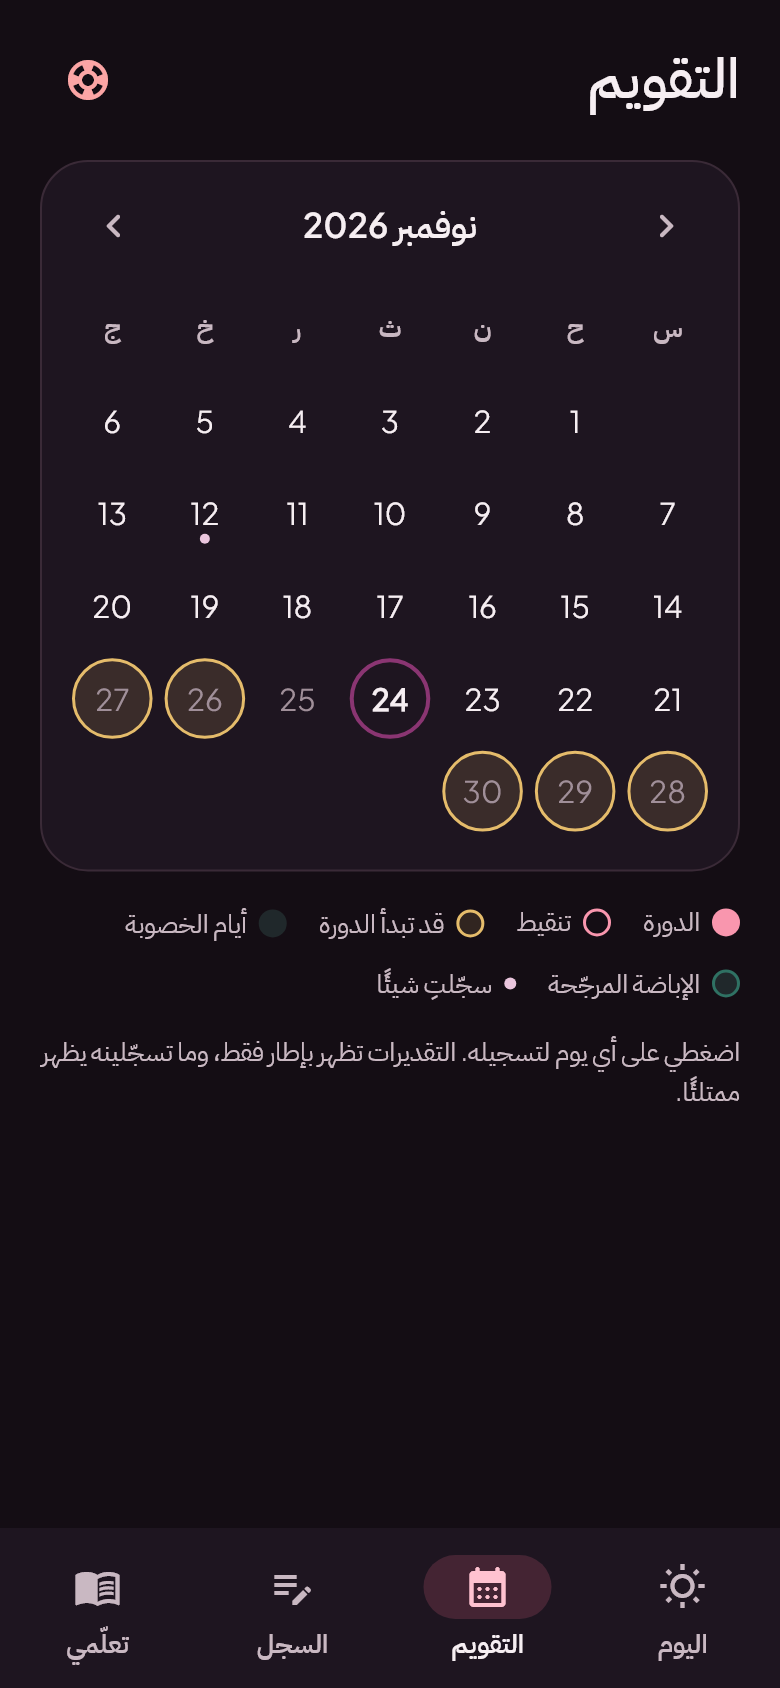 التقويم
نوفمبر 2026
س ح ن ث ر خ ج
1 2 3 4 5 6
7 8 9 10 11 12 13
14 15 16 17 18 19 20
21 22 23 24 25 26 27
28 29 30
الدورة تنقيط قد تبدأ الدورة أيام الخصوبة
الإباضة المرجّحة سجّلتِ شيئًا
اضغطي على أي يوم لتسجيله. التقديرات تظهر بإطار فقط، وما تسجّلينه يظهر
ممتلئًا.
اليوم التقويم السجل تعلّمي